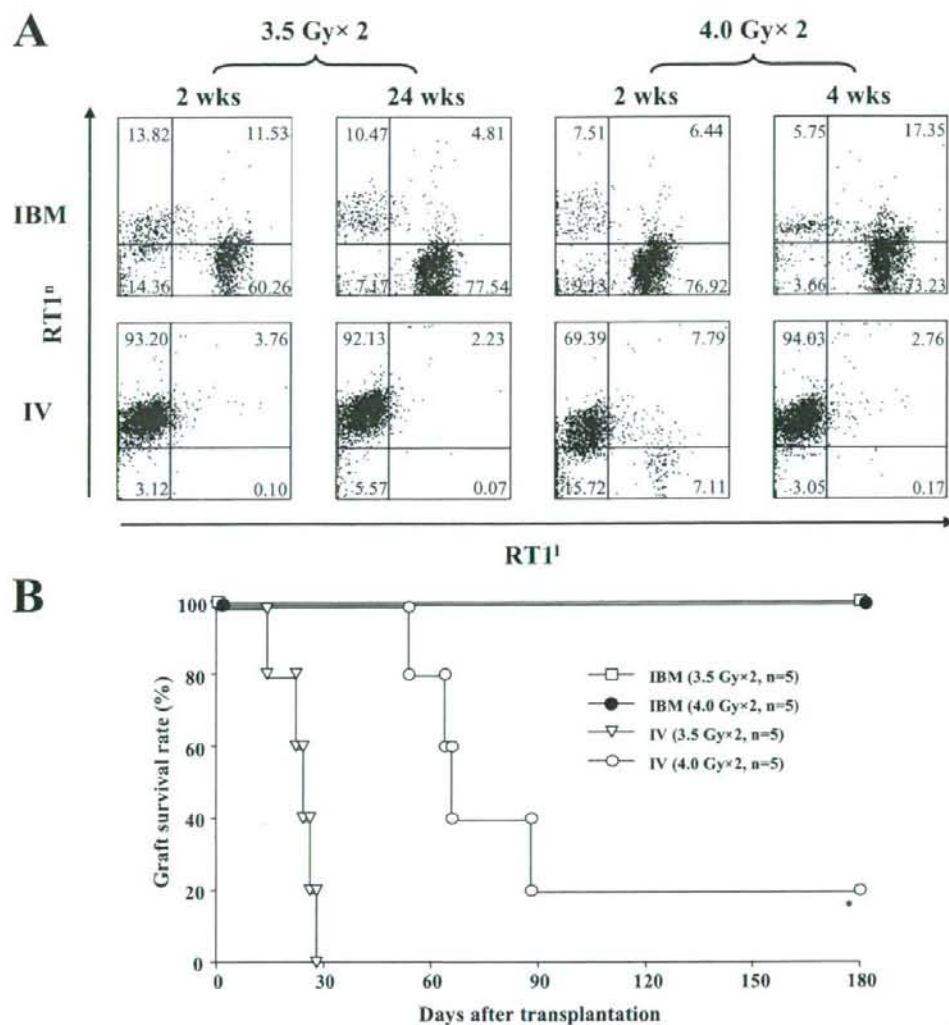 A
3.5 Gy× 2 4.0 Gy× 2
2 wks 24 wks 2 wks 4 wks
13.82 11.53 10.47 4.81 7.51 6.44 5.75 17.35
IBM
14.36 60.26 7.17 77.54 9.13 76.92 3.66 73.23
RT1ⁿ
93.20 3.76 92.13 2.23 69.39 7.79 94.03 2.76
IV
3.12 0.10 5.57 0.07 15.72 7.11 3.05 0.17
RT1ˡ
B
Graft survival rate (%)
100
80
60
40
20
0
IBM (3.5 Gy×2, n=5)
IBM (4.0 Gy×2, n=5)
IV (3.5 Gy×2, n=5)
IV (4.0 Gy×2, n=5)
*
0 30 60 90 120 150 180
Days after transplantation